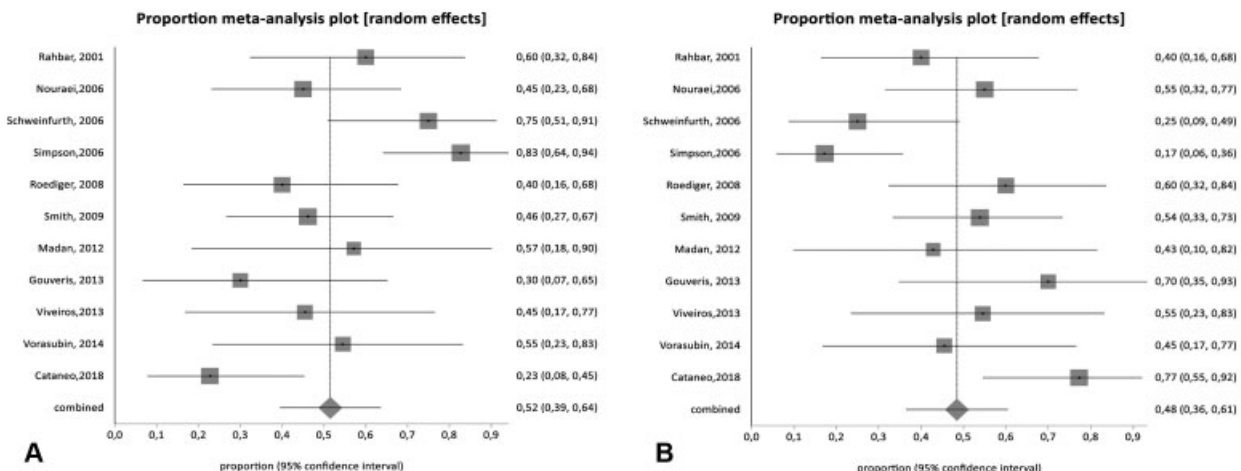 Proportion meta-analysis plot [random effects]
Rahbar, 2001 0,60 (0,32, 0,84)
Nouraei,2006 0,45 (0,23, 0,68)
Schweinfurth, 2006 0,75 (0,51, 0,91)
Simpson,2006 0,83 (0,64, 0,94)
Roediger, 2008 0,40 (0,16, 0,68)
Smith, 2009 0,46 (0,27, 0,67)
Madan, 2012 0,57 (0,18, 0,90)
Gouveris, 2013 0,30 (0,07, 0,65)
Viveiros,2013 0,45 (0,17, 0,77)
Vorasubin, 2014 0,55 (0,23, 0,83)
Cataneo,2018 0,23 (0,08, 0,45)
combined 0,52 (0,39, 0,64)
0,0 0,1 0,2 0,3 0,4 0,5 0,6 0,7 0,8 0,9
A
proportion (95% confidence interval)
Proportion meta-analysis plot [random effects]
Rahbar, 2001 0,40 (0,16, 0,68)
Nouraei,2006 0,55 (0,32, 0,77)
Schweinfurth, 2006 0,25 (0,09, 0,49)
Simpson,2006 0,17 (0,06, 0,36)
Roediger, 2008 0,60 (0,32, 0,84)
Smith, 2009 0,54 (0,33, 0,73)
Madan, 2012 0,43 (0,10, 0,82)
Gouveris, 2013 0,70 (0,35, 0,93)
Viveiros,2013 0,55 (0,23, 0,83)
Vorasubin, 2014 0,45 (0,17, 0,77)
Cataneo,2018 0,77 (0,55, 0,92)
combined 0,48 (0,36, 0,61)
0,0 0,1 0,2 0,3 0,4 0,5 0,6 0,7 0,8 0,9
B
proportion (95% confidence interval)